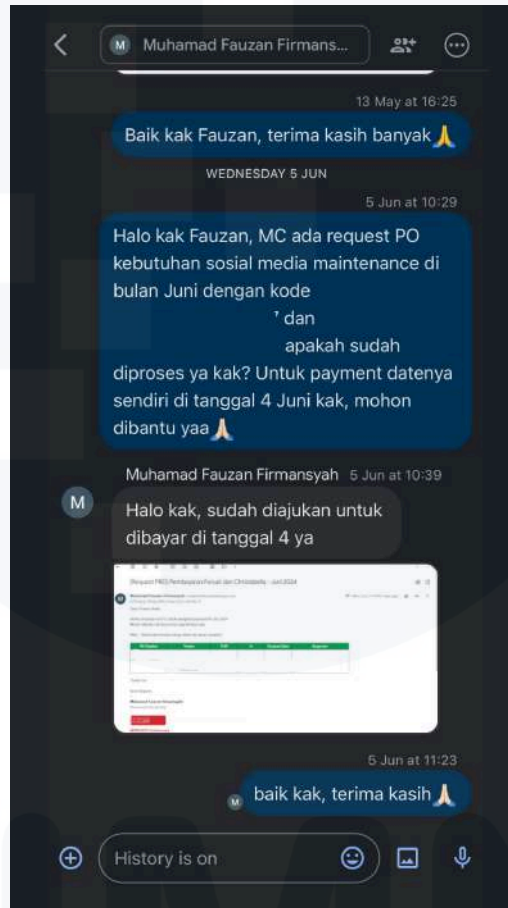 M Muhamad Fauzan Firmans...
13 May at 16:25
Baik kak Fauzan, terima kasih banyak🙏
WEDNESDAY 5 JUN
5 Jun at 10:29
Halo kak Fauzan, MC ada request PO
kebutuhan sosial media maintenance di
bulan Juni dengan kode
dan
apakah sudah
diproses ya kak? Untuk payment datenya
sendiri di tanggal 4 Juni kak, mohon
dibantu yaa🙏🏻
Muhamad Fauzan Firmansyah 5 Jun at 10:39
M
Halo kak, sudah diajukan untuk
dibayar di tanggal 4 ya
5 Jun at 11:23
M
baik kak, terima kasih🙏🏻
History is on